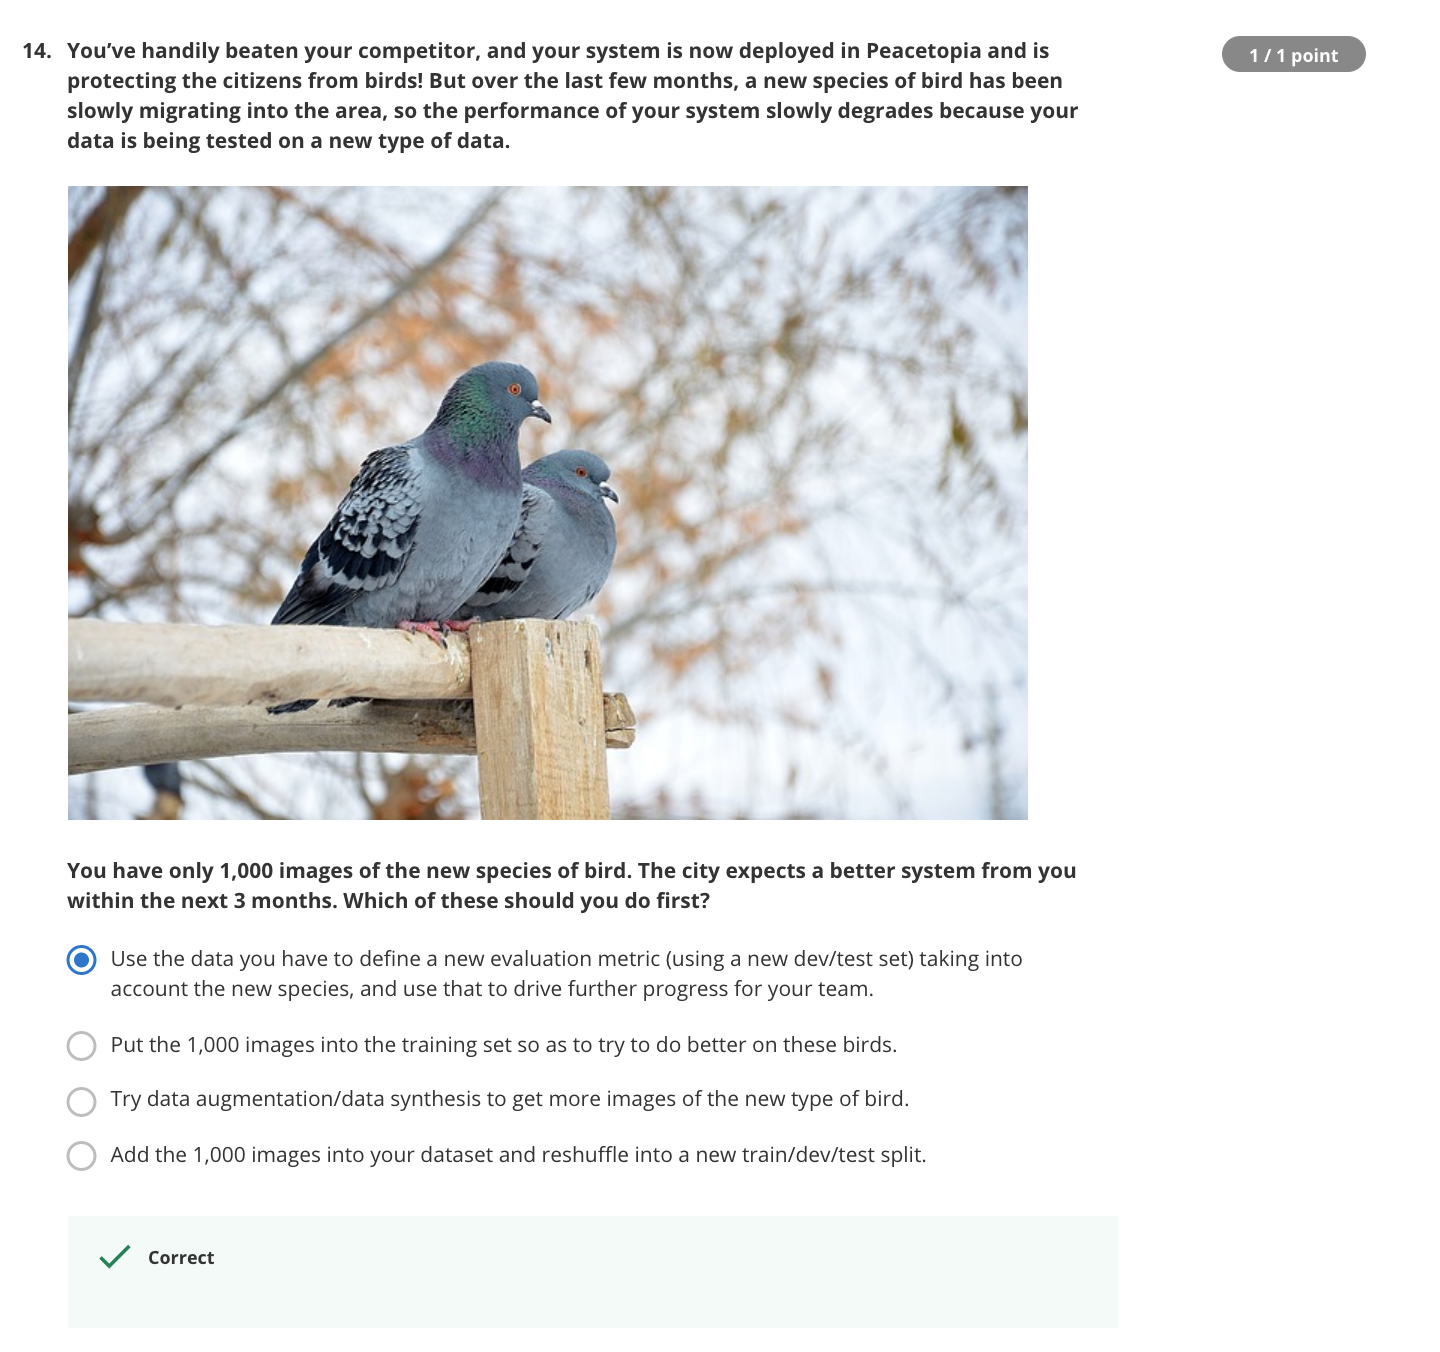 14. You’ve handily beaten your competitor, and your system is now deployed in Peacetopia and is
1 / 1 point
protecting the citizens from birds! But over the last few months, a new species of bird has been
slowly migrating into the area, so the performance of your system slowly degrades because your
data is being tested on a new type of data.
You have only 1,000 images of the new species of bird. The city expects a better system from you
within the next 3 months. Which of these should you do first?
Use the data you have to define a new evaluation metric (using a new dev/test set) taking into
account the new species, and use that to drive further progress for your team.
Put the 1,000 images into the training set so as to try to do better on these birds.
Try data augmentation/data synthesis to get more images of the new type of bird.
Add the 1,000 images into your dataset and reshuffle into a new train/dev/test split.
Correct